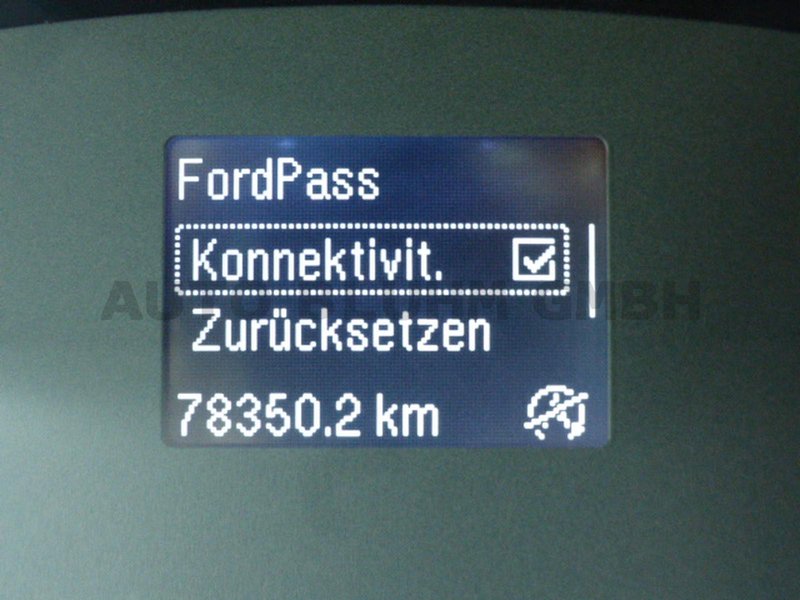 FordPass
Konnektivit.
Zurücksetzen
78350.2 km